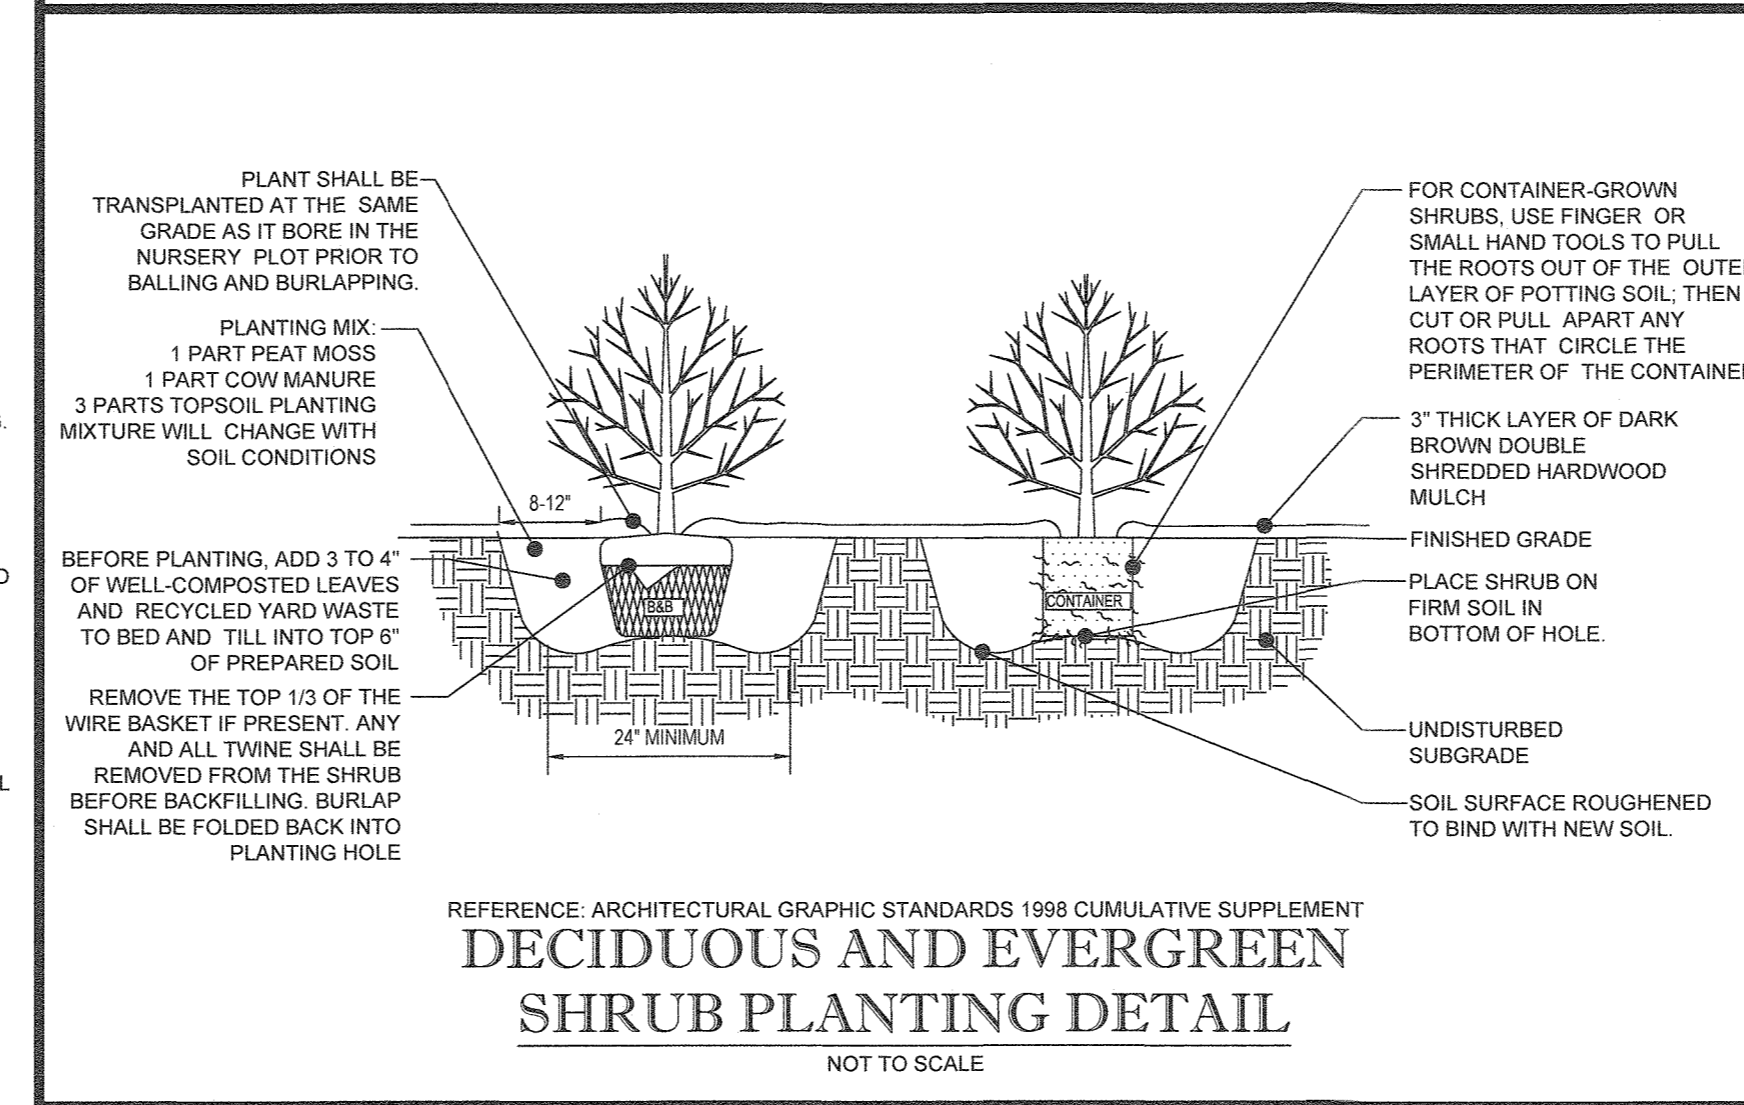 PLANT SHALL BE
TRANSPLANTED AT THE SAME
GRADE AS IT BORE IN THE
NURSERY PLOT PRIOR TO
BALLING AND BURLAPPING.
PLANTING MIX:
1 PART PEAT MOSS
1 PART COW MANURE
3 PARTS TOPSOIL PLANTING
MIXTURE WILL CHANGE WITH
SOIL CONDITIONS
8-12"
BEFORE PLANTING, ADD 3 TO 4"
OF WELL-COMPOSTED LEAVES
AND RECYCLED YARD WASTE
TO BED AND TILL INTO TOP 6"
OF PREPARED SOIL
REMOVE THE TOP 1/3 OF THE
WIRE BASKET IF PRESENT. ANY
AND ALL TWINE SHALL BE
REMOVED FROM THE SHRUB
BEFORE BACKFILLING. BURLAP
SHALL BE FOLDED BACK INTO
PLANTING HOLE
B&B
24" MINIMUM
CONTAINER
FOR CONTAINER-GROWN
SHRUBS, USE FINGER OR
SMALL HAND TOOLS TO PULL
THE ROOTS OUT OF THE OUTE
LAYER OF POTTING SOIL; THEN
CUT OR PULL APART ANY
ROOTS THAT CIRCLE THE
PERIMETER OF THE CONTAINE
3" THICK LAYER OF DARK
BROWN DOUBLE
SHREDDED HARDWOOD
MULCH
FINISHED GRADE
PLACE SHRUB ON
FIRM SOIL IN
BOTTOM OF HOLE.
UNDISTURBED
SUBGRADE
SOIL SURFACE ROUGHENED
TO BIND WITH NEW SOIL.
REFERENCE: ARCHITECTURAL GRAPHIC STANDARDS 1998 CUMULATIVE SUPPLEMENT
DECIDUOUS AND EVERGREEN
SHRUB PLANTING DETAIL
NOT TO SCALE